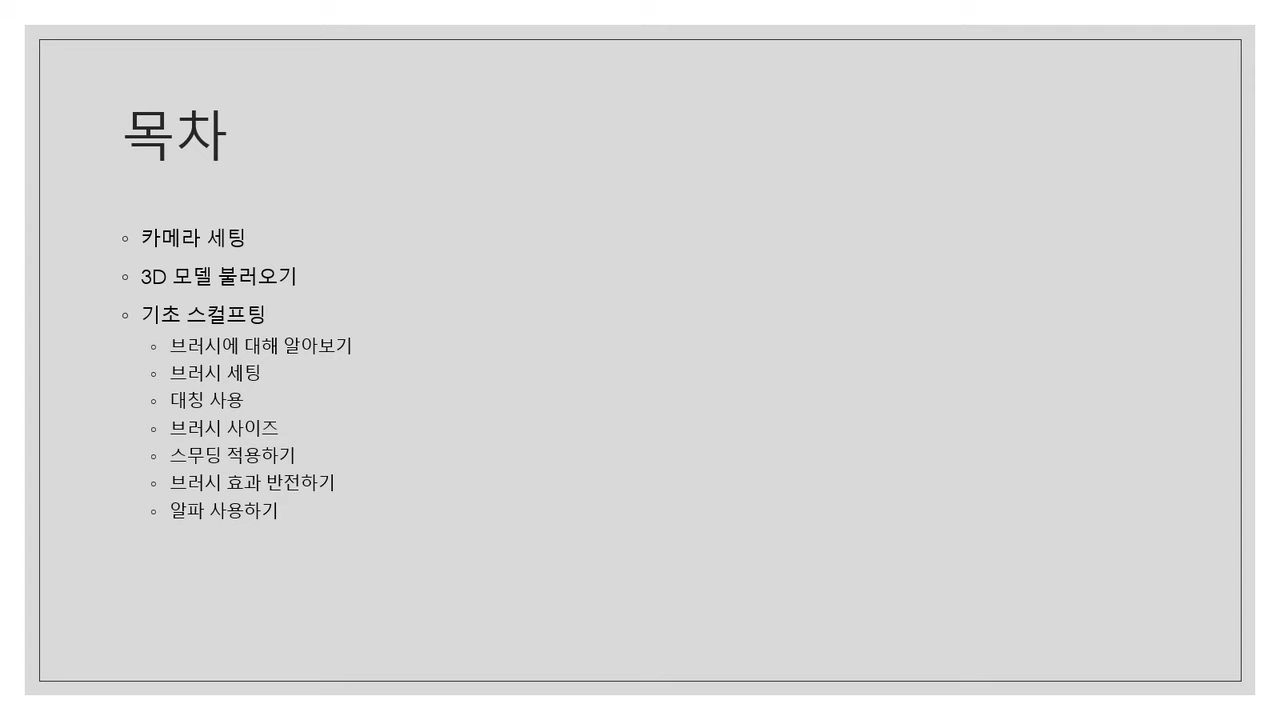 목차
◦ 카메라 세팅
◦ 3D 모델 불러오기
◦ 기초 스컬프팅
◦ 브러시에 대해 알아보기
◦ 브러시 세팅
◦ 대칭 사용
◦ 브러시 사이즈
◦ 스무딩 적용하기
◦ 브러시 효과 반전하기
◦ 알파 사용하기